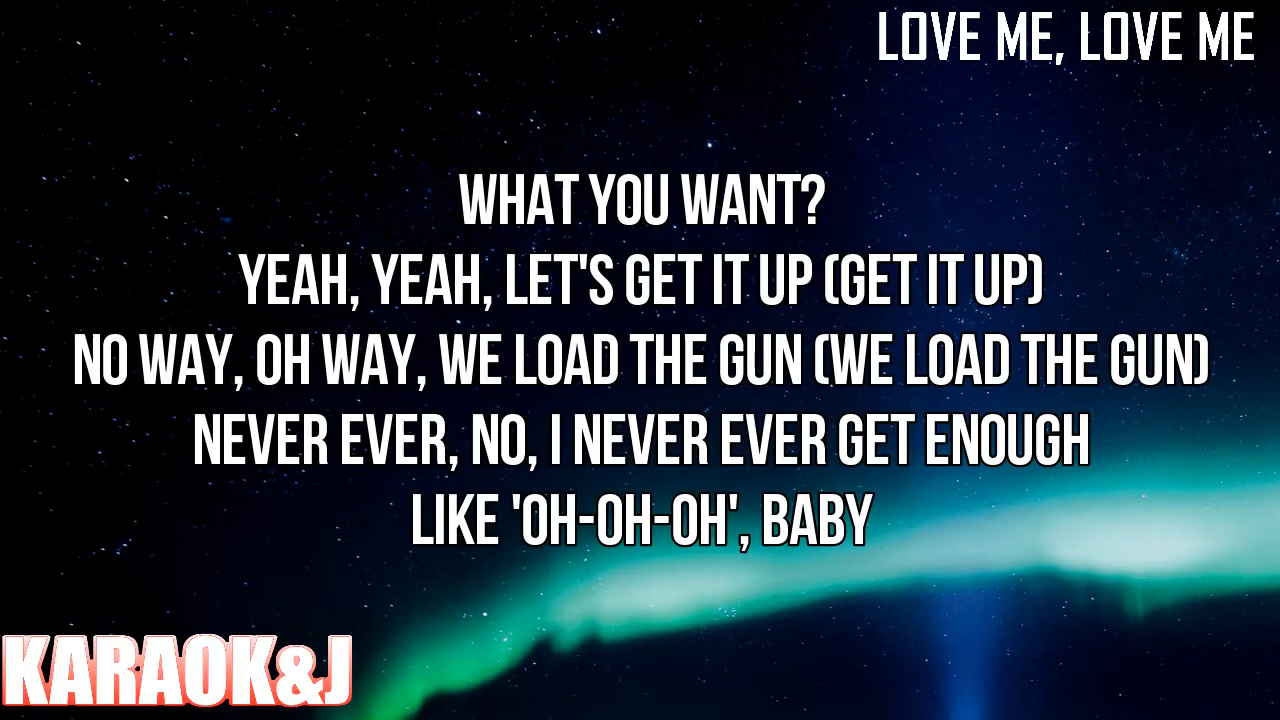 LOVE ME, LOVE ME
WHAT YOU WANT?
YEAH, YEAH, LET'S GET IT UP (GET IT UP)
NO WAY, OH WAY, WE LOAD THE GUN (WE LOAD THE GUN)
NEVER EVER, NO, I NEVER EVER GET ENOUGH
LIKE 'OH-OH-OH', BABY
KARAOK&J